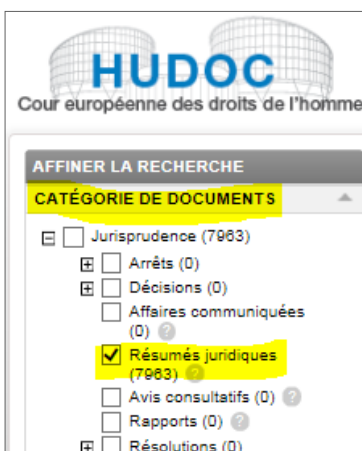 HUDOC
Cour européenne des droits de l'homme
AFFINER LA RECHERCHE
CATÉGORIE DE DOCUMENTS
Jurisprudence (7963)
Arrêts (0)
Décisions (0)
Affaires communiquées
(0) ?
Résumés juridiques
(7963) ?
Avis consultatifs (0) ?
Rapports (0) ?
Résolutions (0)